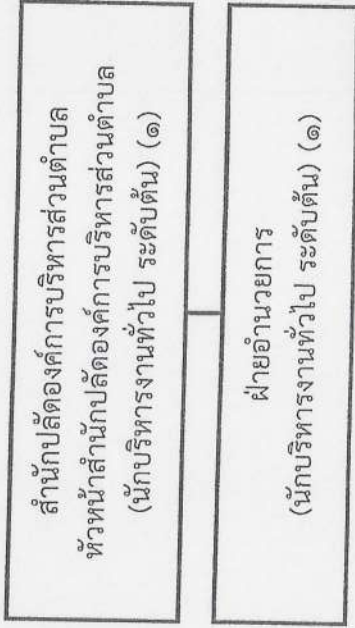 สำนักปลัดองค์การบริหารส่วนตำบล
หัวหน้าสำนักปลัดองค์การบริหารส่วนตำบล
(นักบริหารงานทั่วไป ระดับต้น) (๑)
ฝ่ายอำนวยการ
(นักบริหารงานทั่วไป ระดับต้น) (๑)